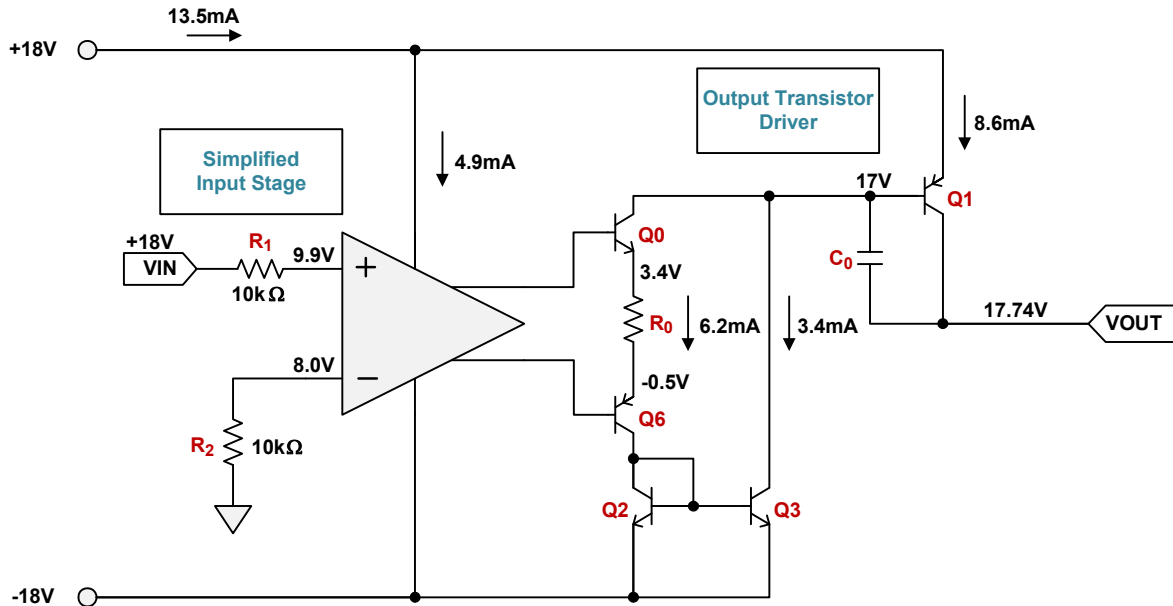 13.5mA
+18V
Output Transistor
Driver
8.6mA
Simplified
Input Stage
4.9mA
17V
Q1
Q0
+18V
VIN
R1
10kΩ
9.9V
+
3.4V
C0
R0
6.2mA
3.4mA
17.74V
VOUT
8.0V
−
-0.5V
Q6
R2
10kΩ
Q2
Q3
-18V